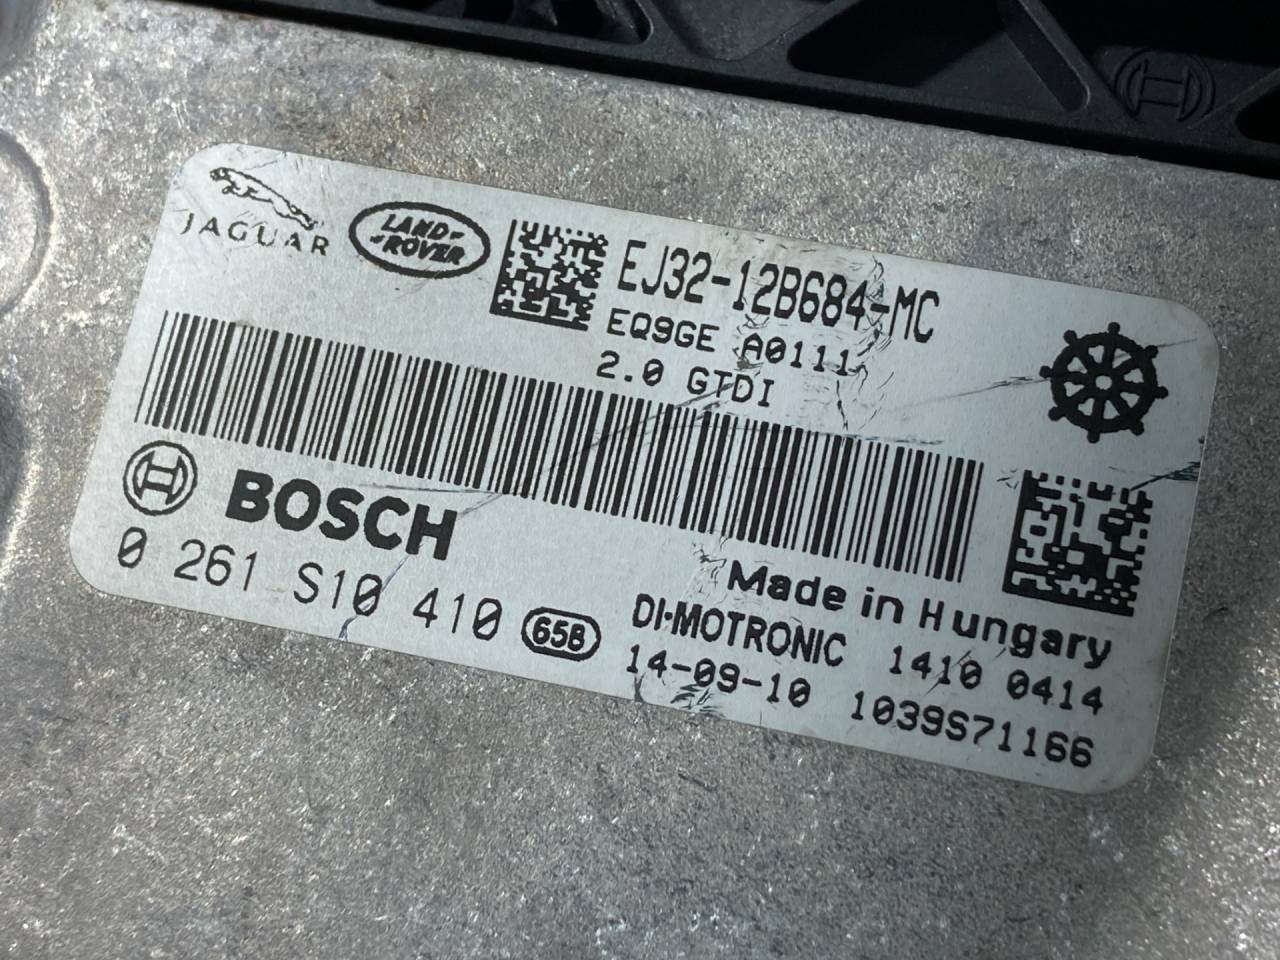 JAGUAR
LAND-
-ROVER
EJ32-12B684-MC
EQ9GE A0111
2.0 GTDI
BOSCH
0 261 S10 410
65B
Made in Hungary
DI-MOTRONIC 1410 0414
14-09-10 1039S71166